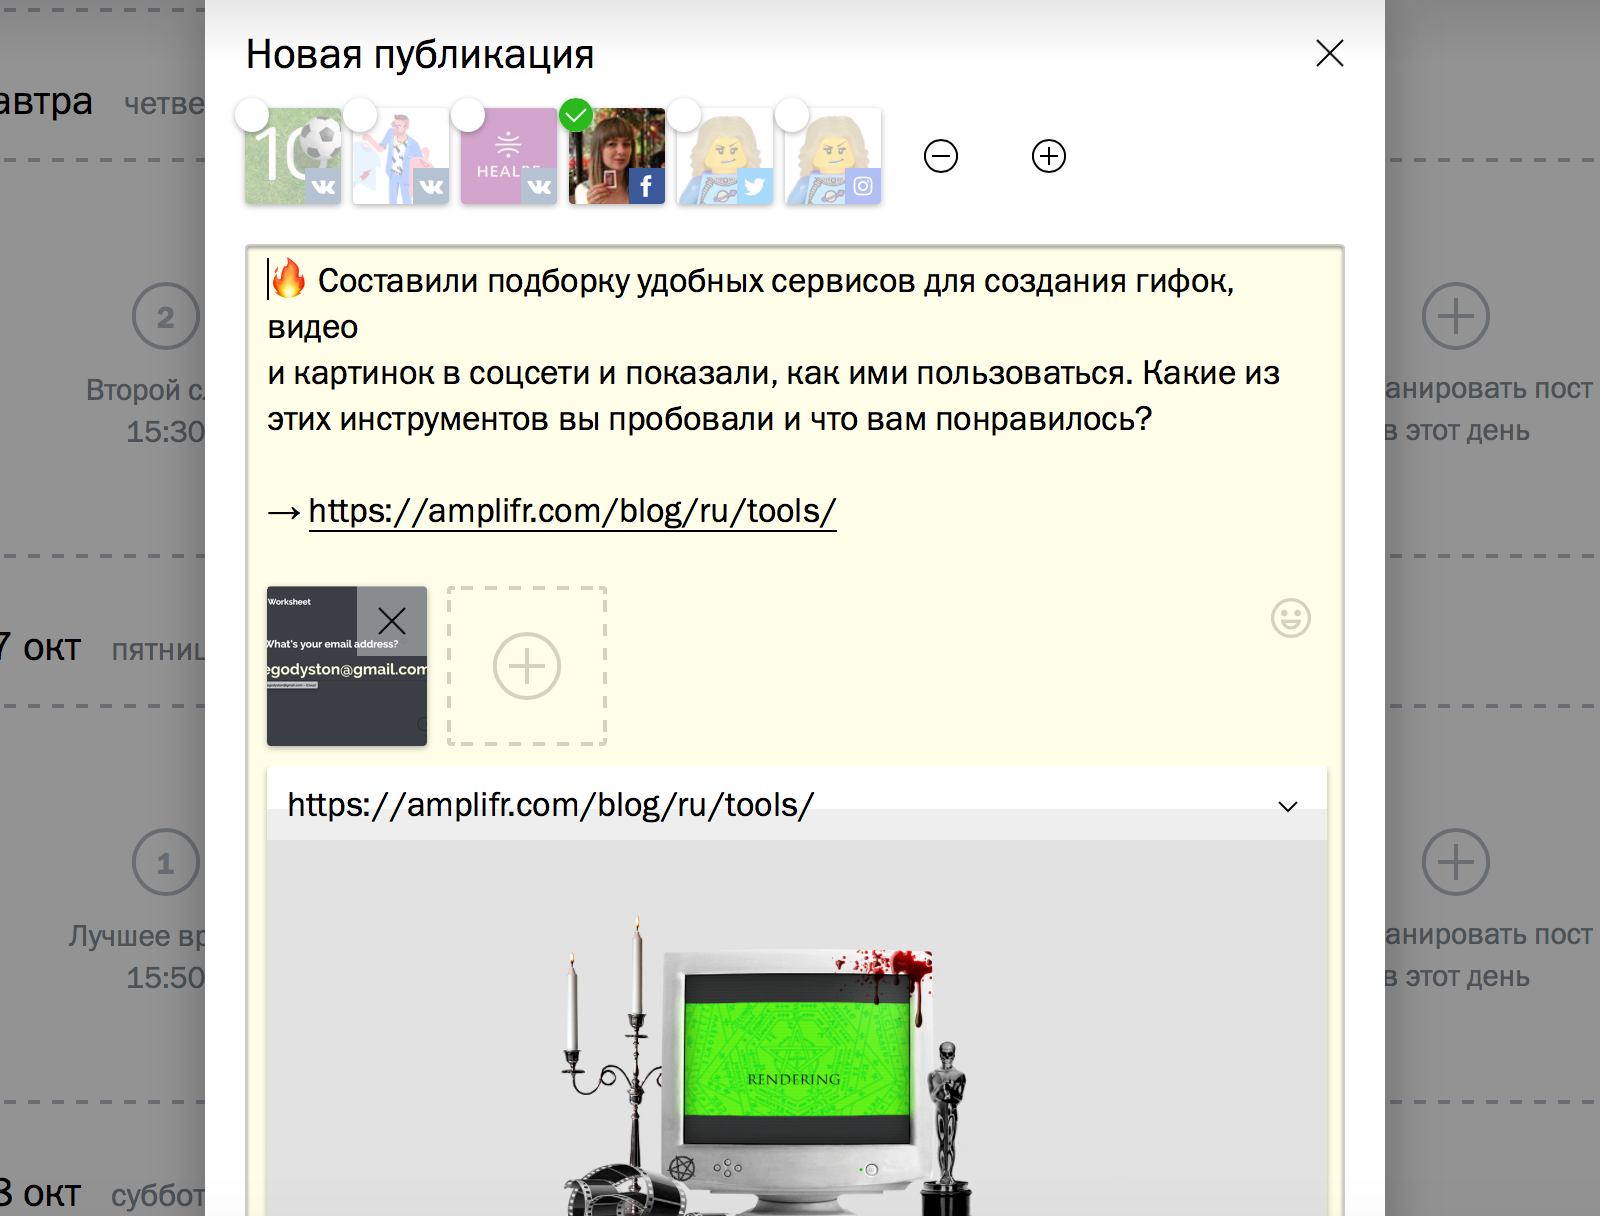 Новая публикация
автра четве
10
HEALBE
🔥 Составили подборку удобных сервисов для создания гифок,
видео
и картинок в соцсети и показали, как ими пользоваться. Какие из
этих инструментов вы пробовали и что вам понравилось?
→ https://amplifr.com/blog/ru/tools/
2
Второй с
15:30
анировать пост
в этот день
7 окт пятниц
Worksheet
What's your email address?
egodyston@gmail.com
https://amplifr.com/blog/ru/tools/
1
Лучшее вр
15:50
анировать пост
в этот день
RENDERING
8 окт суббот